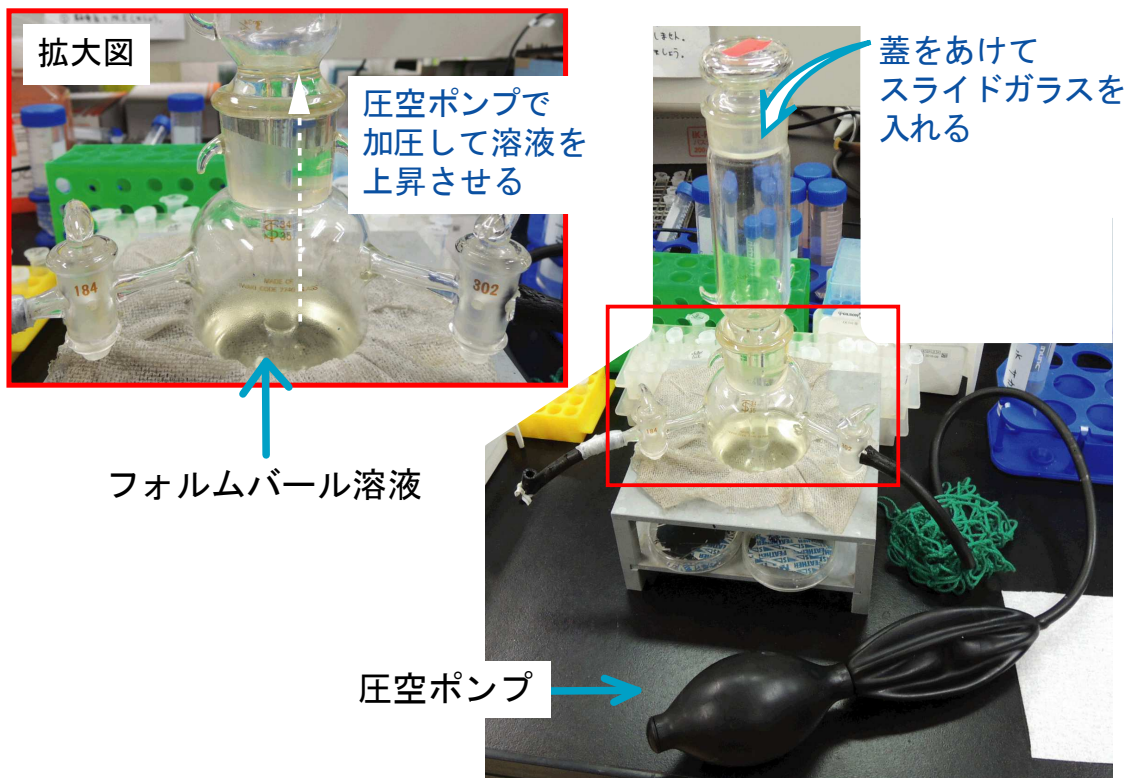 拡大図
圧空ポンプで
加圧して溶液を
上昇させる
蓋をあけて
スライドガラスを
入れる
184
302
フォルムバール溶液
圧空ポンプ